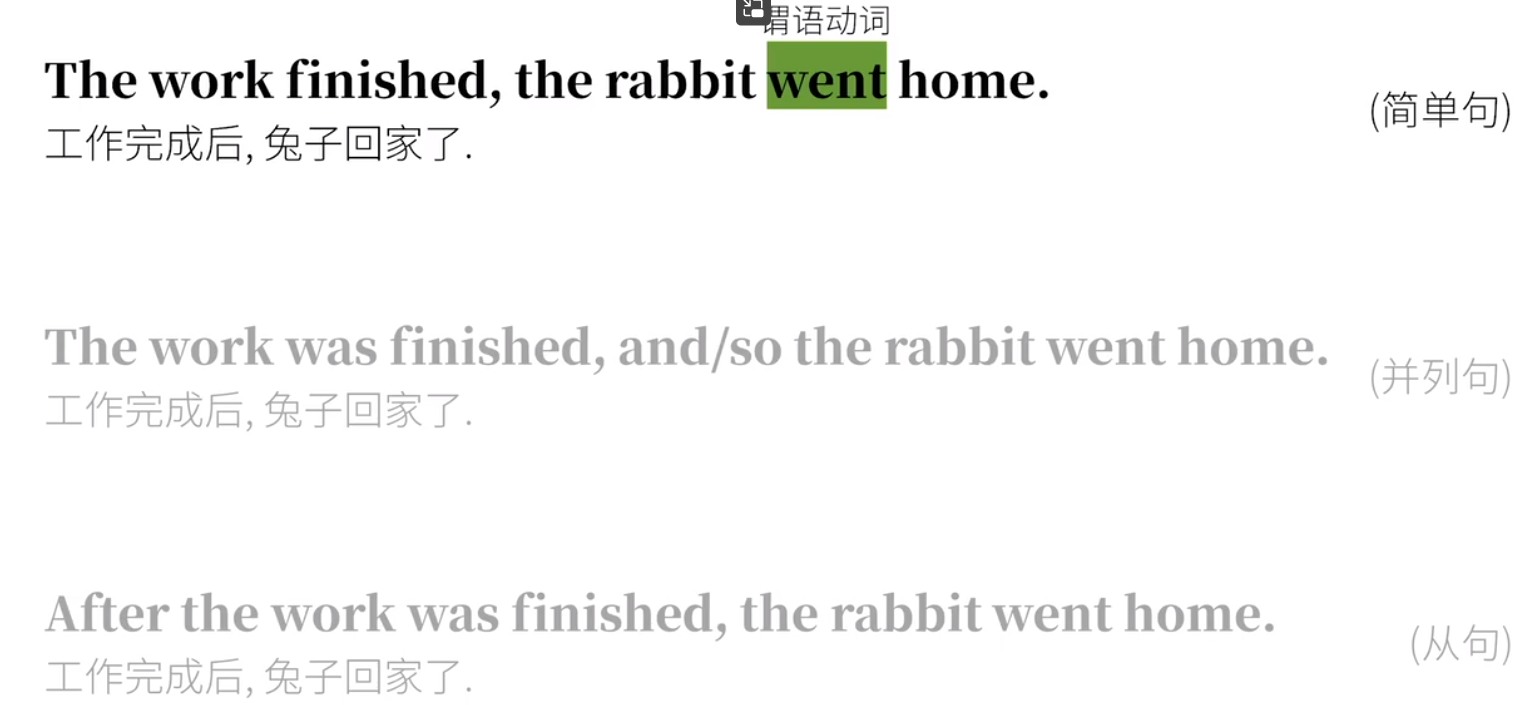 谓语动词
The work finished, the rabbit went home.
工作完成后, 兔子回家了.
(简单句)
The work was finished, and/so the rabbit went home.
工作完成后, 兔子回家了.
(并列句)
After the work was finished, the rabbit went home.
工作完成后, 兔子回家了.
(从句)